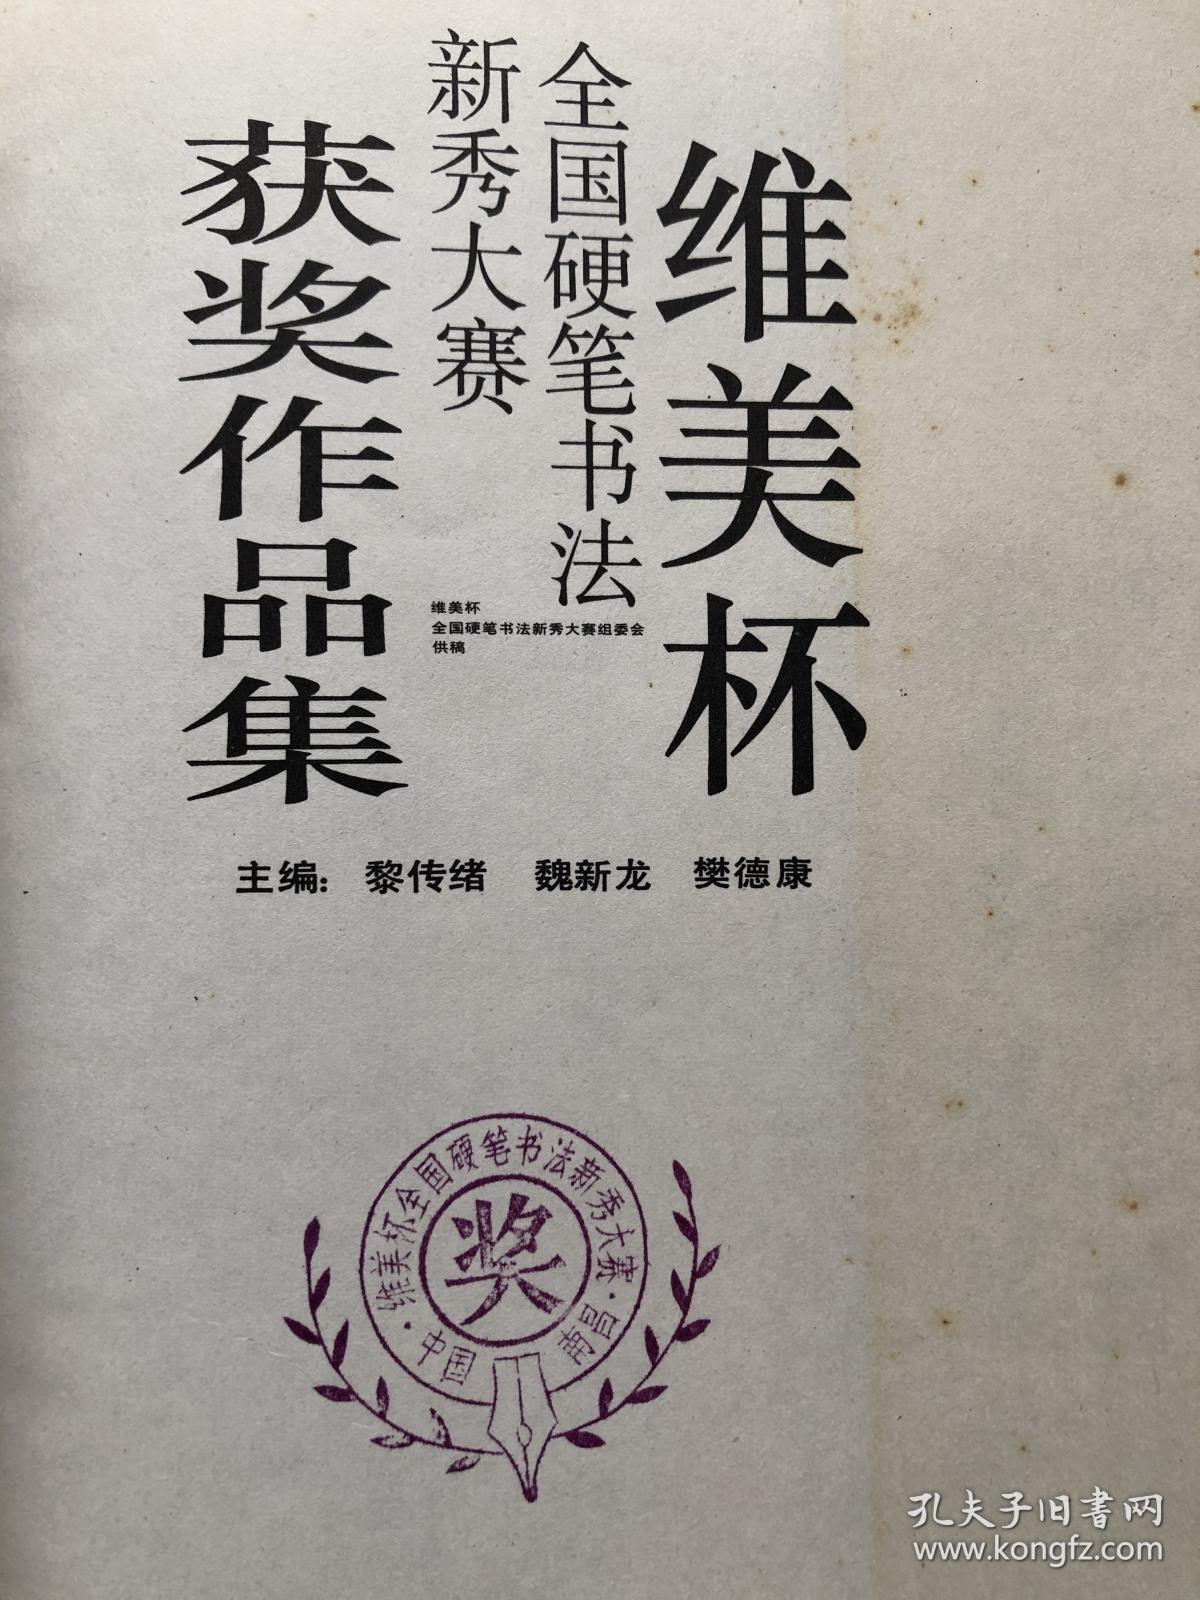 维美杯
全国硬笔书法
新秀大赛
获奖作品集
维美杯
全国硬笔书法新秀大赛组委会
供稿
主编：黎传绪 魏新龙 樊德康
维美杯全国硬笔书法新秀大赛
·中国 南昌·
奖
孔夫子旧书网
www.kongfz.com